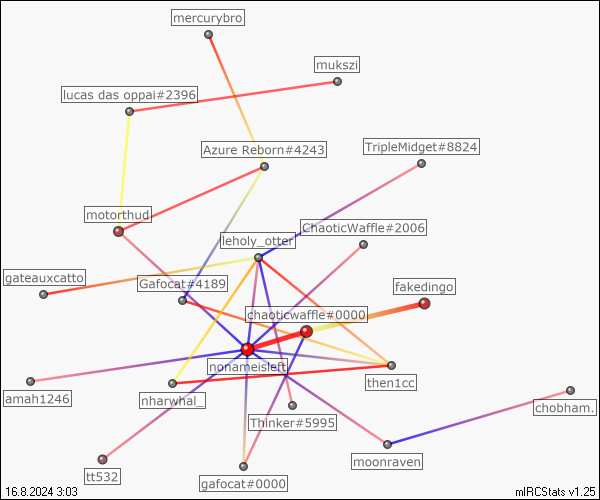 mercurybro
mukszi
lucas das oppai#2396
Azure Reborn#4243
TripleMidget#8824
motorthud
ChaoticWaffle#2006
leholy_otter
gateauxcatto
Gafocat#4189
fakedingo
chaoticwaffle#0000
nonameisleft
then1cc
amah1246
nharwhal_
chobham.
Thinker#5995
moonraven
tt532
gafocat#0000
16.8.2024 3:03
mIRCStats v1.25